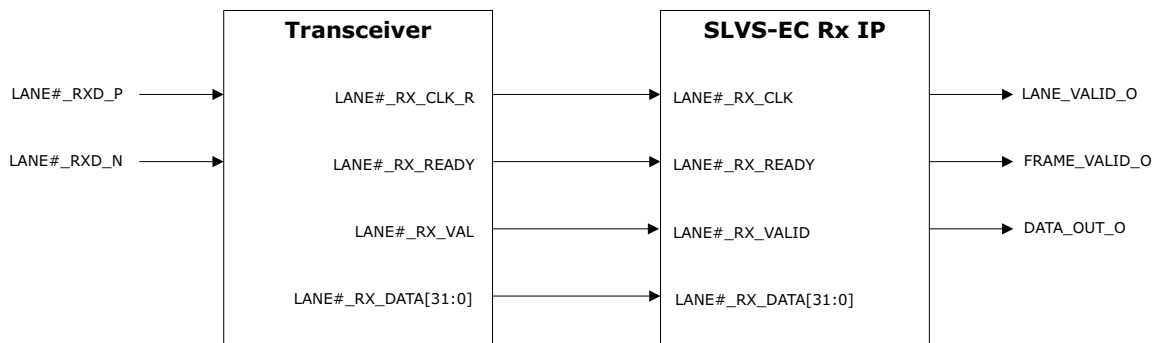 Transceiver
SLVS-EC Rx IP
LANE#_RXD_P
LANE#_RX_CLK_R
LANE#_RX_CLK
LANE_VALID_O
LANE#_RXD_N
LANE#_RX_READY
LANE#_RX_READY
FRAME_VALID_O
LANE#_RX_VAL
LANE#_RX_VALID
DATA_OUT_O
LANE#_RX_DATA[31:0]
LANE#_RX_DATA[31:0]